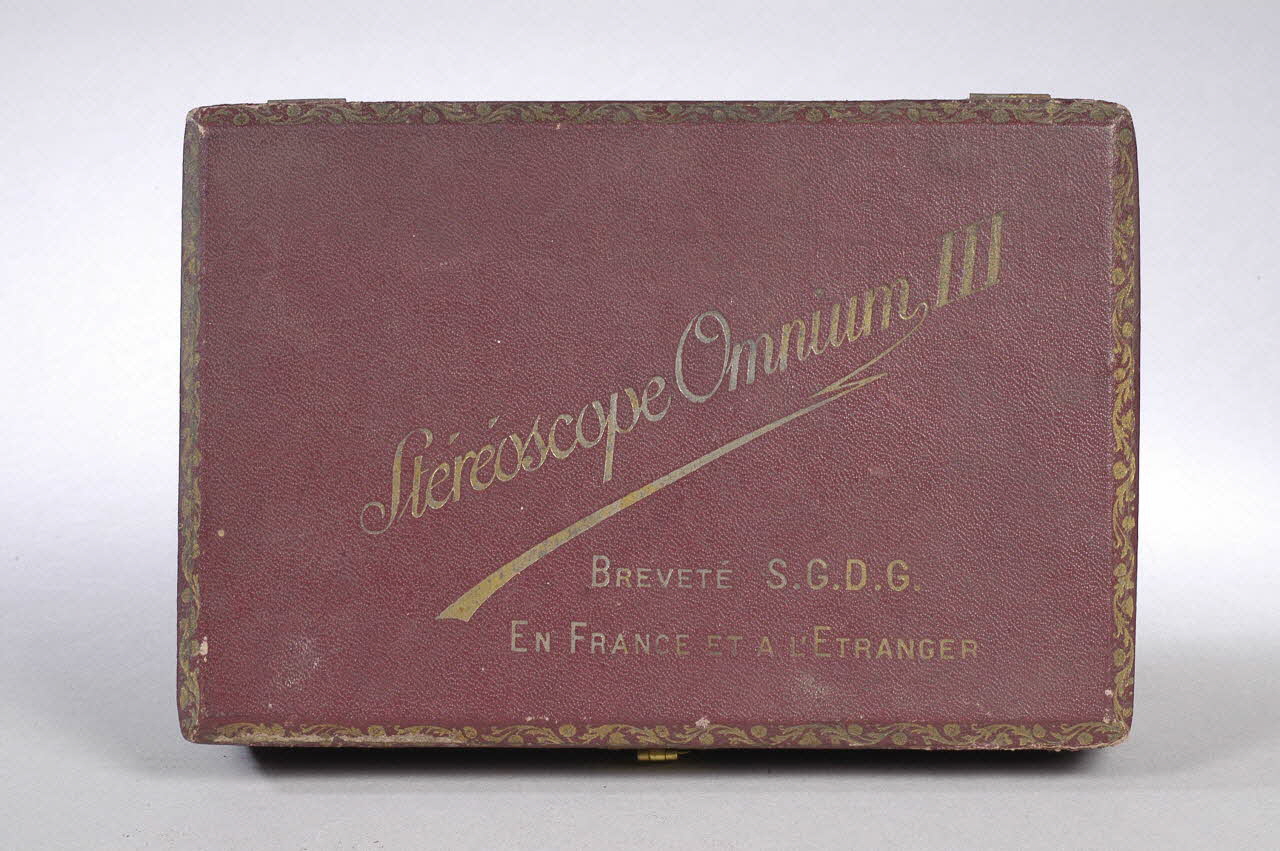 Stéréoscope Omnium III
BREVETÉ S.G.D.G.
EN FRANCE ET A L'ETRANGER